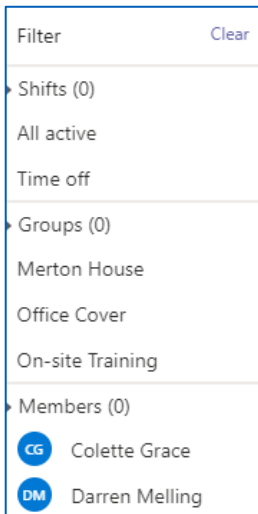 Filter Clear
Shifts (0)
All active
Time off
Groups (0)
Merton House
Office Cover
On-site Training
Members (0)
CG Colette Grace
DM Darren Melling